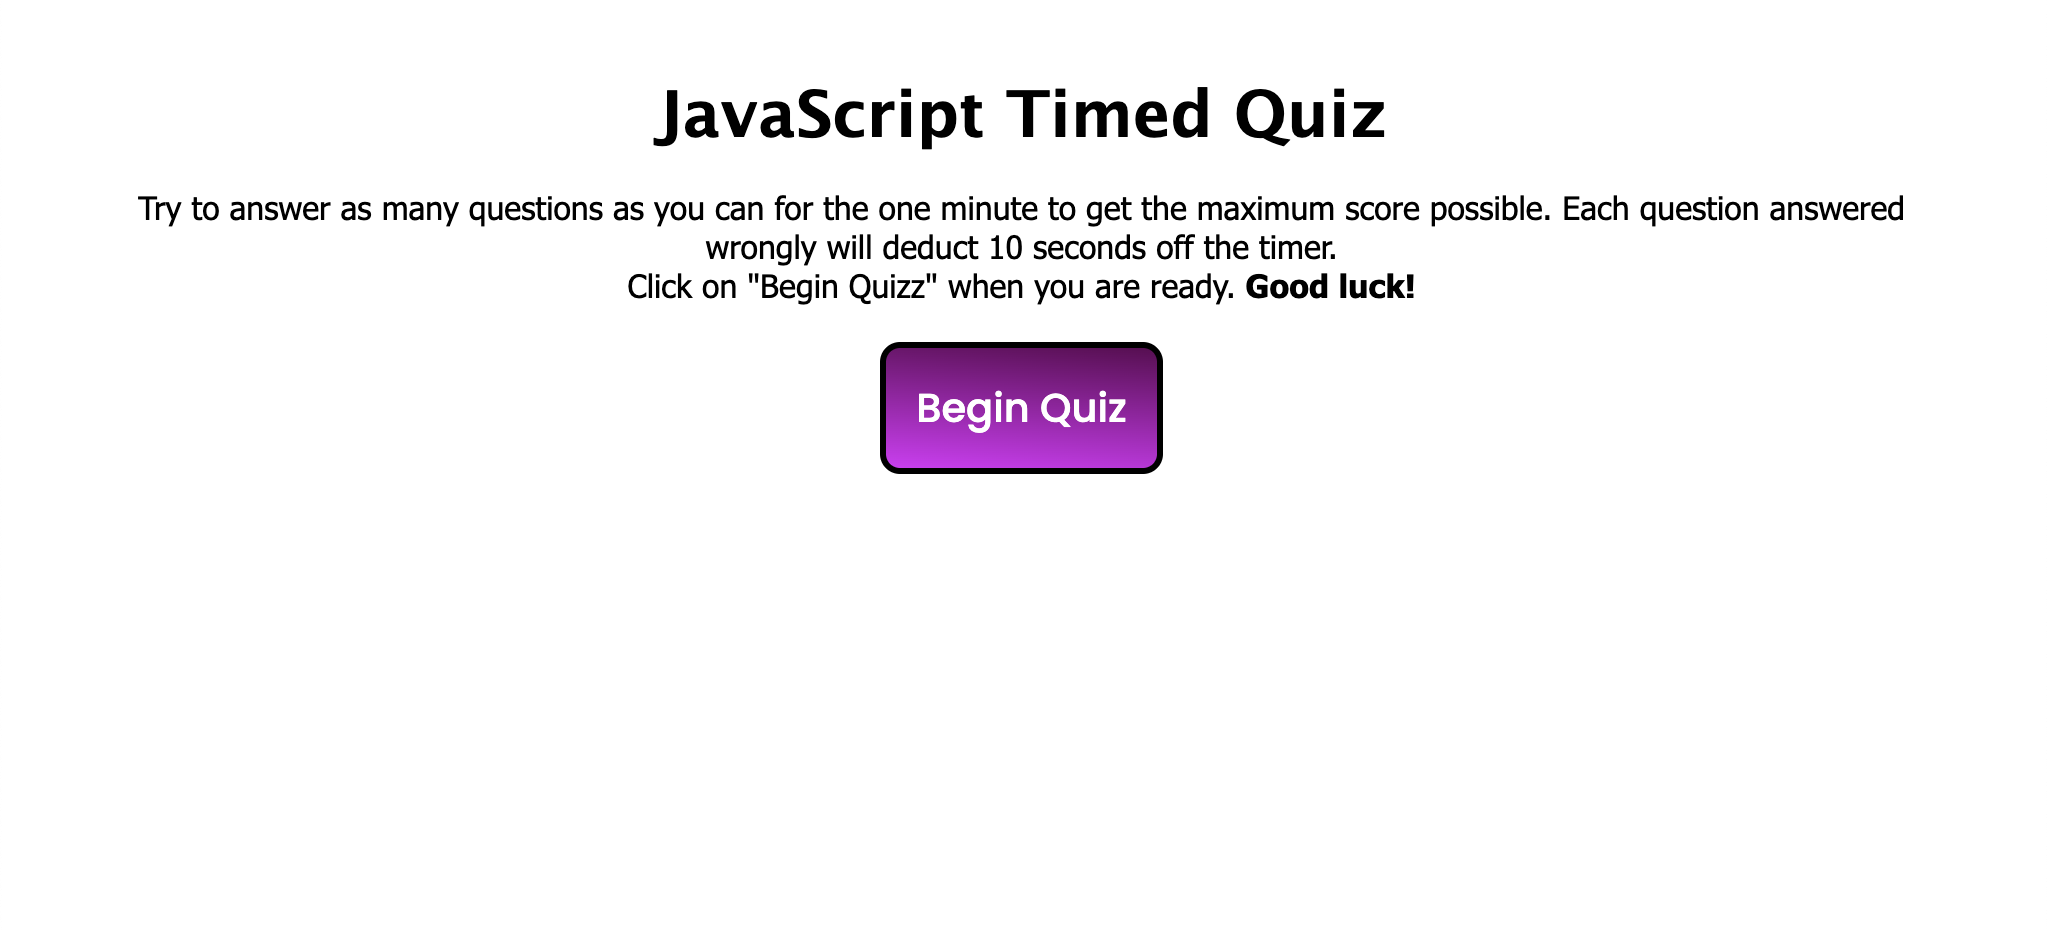 JavaScript Timed Quiz
Try to answer as many questions as you can for the one minute to get the maximum score possible. Each question answered
wrongly will deduct 10 seconds off the timer.
Click on "Begin Quizz" when you are ready. Good luck!
Begin Quiz